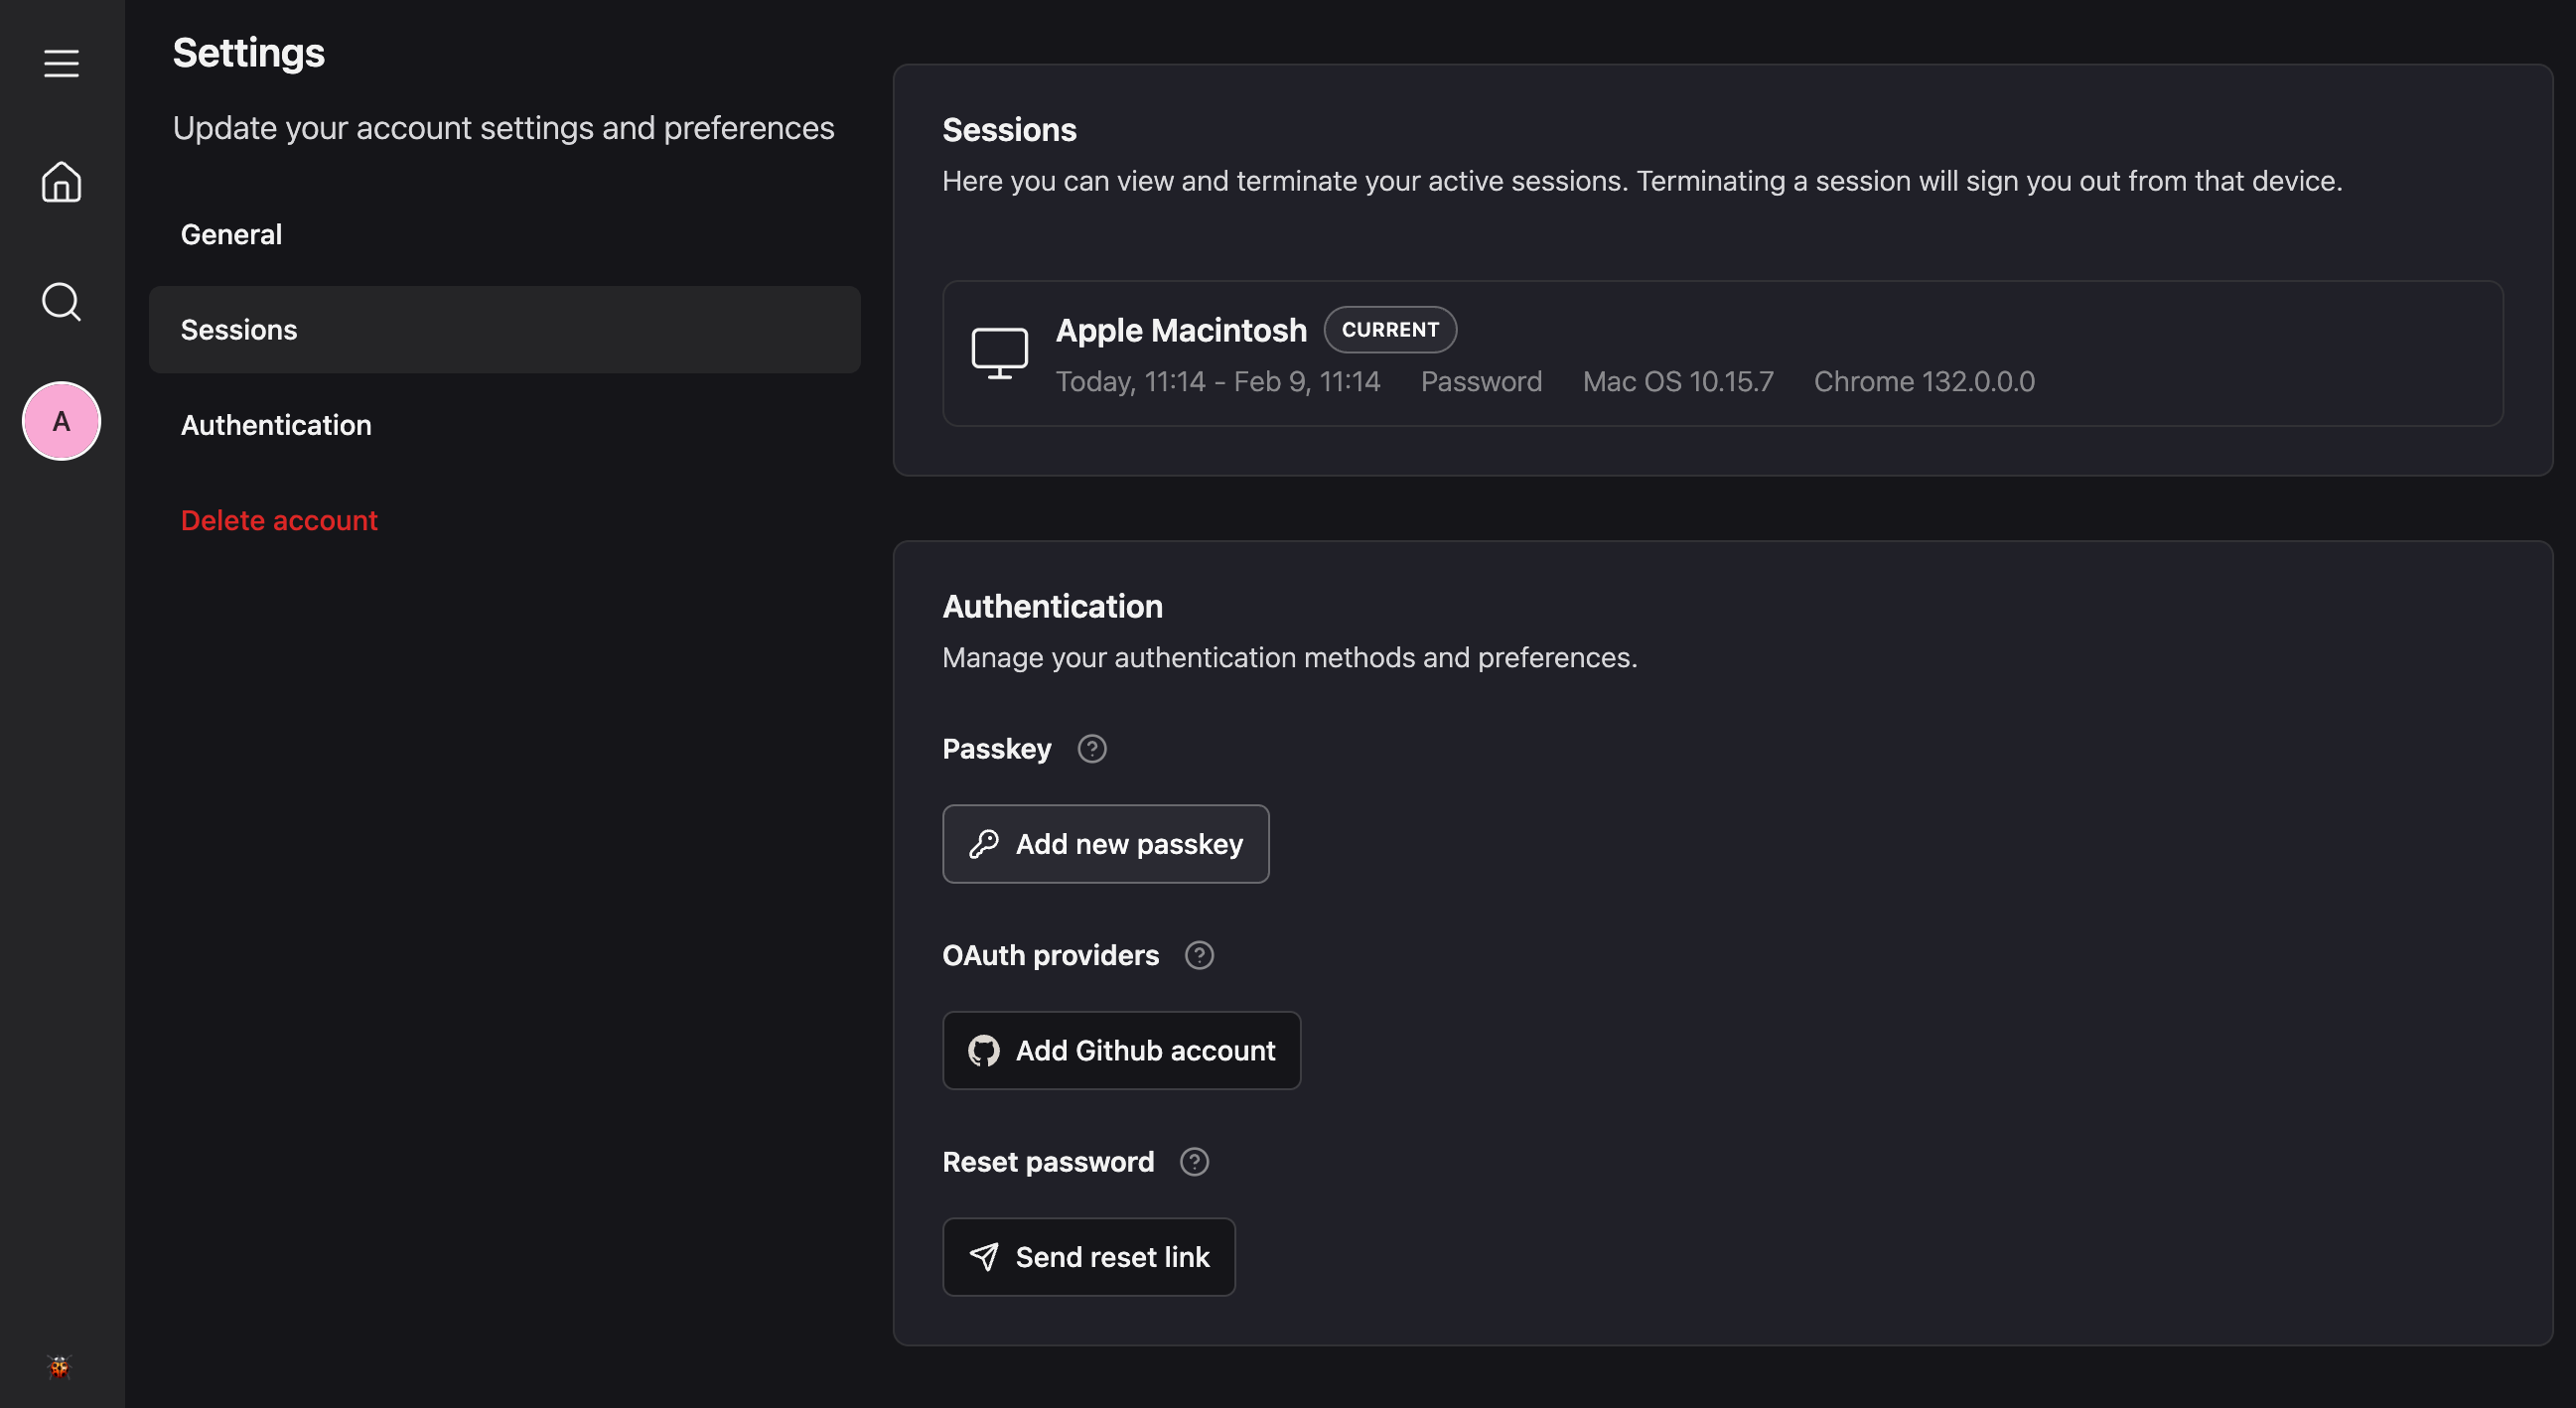 Settings
Update your account settings and preferences
General
Sessions
Authentication
Delete account
A
Sessions
Here you can view and terminate your active sessions. Terminating a session will sign you out from that device.
Apple Macintosh CURRENT
Today, 11:14 - Feb 9, 11:14 Password Mac OS 10.15.7 Chrome 132.0.0.0
Authentication
Manage your authentication methods and preferences.
Passkey ?
Add new passkey
OAuth providers ?
Add Github account
Reset password ?
Send reset link